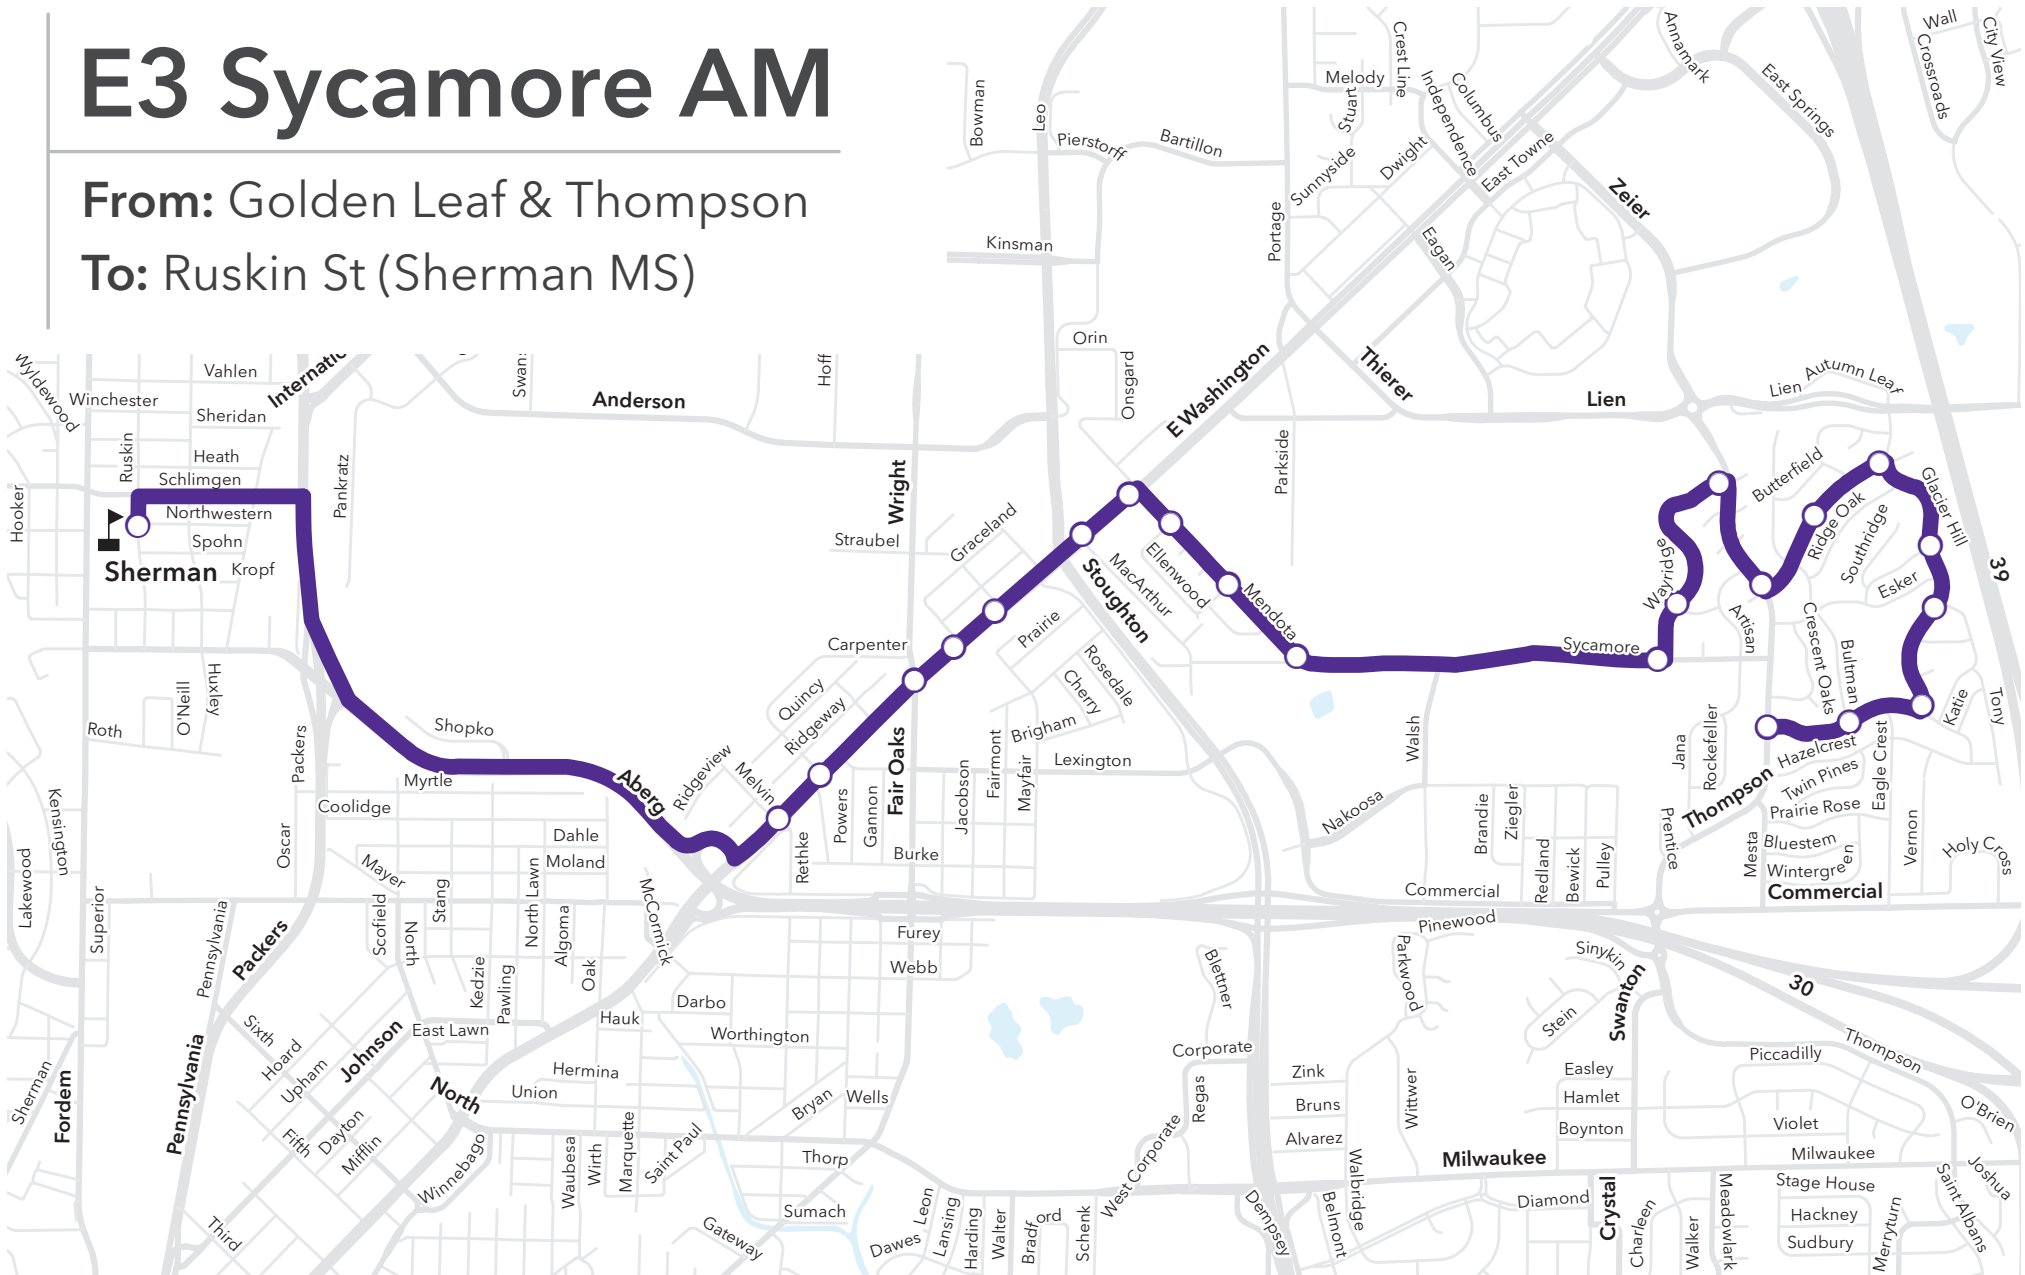 E3 Sycamore AM
From: Golden Leaf & Thompson
To: Ruskin St (Sherman MS)
Bowman
Leo
Pierstorff
Bartillon
Kinsman
Portage
Melody
Stuart
Crest Line
Independence
Columbus
Sunnyside
Dwight
East Towne
Eagan
Zeier
Annamark
East Springs
Wall
Crossroads
City View
Orin
Onsgard
E Washington
Thierer
Lien
Lien
Autumn Leaf
Wyldewood
Vahlen
Winchester
Sheridan
Ruskin
Heath
Schlimgen
Northwestern
Spohn
Kropf
Sherman
Hooker
Pankratz
Anderson
Hoff
Wright
Straubel
Graceland
Parkside
Stoughton
MacArthur
Ellenwood
Mendota
Sycamore
Wayridge
Artisan
Butterfield
Ridge Oak
Southridge
Glacier Hill
Esker
39
Crescent Oaks
Bultman
Katie
Tony
Eagle Crest
Hazelcrest
Twin Pines
Prairie Rose
Bluestem
Wintergreen
Vernon
Holy Cross
Thompson
Mesta
Prentice
Jana
Rockefeller
Commercial
Roth
O'Neill
Huxley
Packers
Shopko
Myrtle
Coolidge
Oscar
Aberg
Ridgeview
Melvin
Ridgeway
Quincy
Carpenter
Fair Oaks
Prairie
Rosedale
Cherry
Brigham
Lexington
Fairmont
Mayfair
Jacobson
Gannon
Powers
Rethke
Burke
Walsh
Nakoosa
Brandie
Ziegler
Redland
Bewick
Pulley
Commercial
Pinewood
Kensington
Lakewood
Superior
Pennsylvania
Packers
Mayer
Dahle
Moland
Scofield
North
Stang
North Lawn
Algoma
Oak
Kedzie
Pawling
McCormick
Furey
Webb
Darbo
Worthington
Hauk
East Lawn
Hermina
Union
Sixth
Hoard
Upham
Johnson
North
Fifth
Dayton
Mifflin
Third
Winnebago
Sherman
Fordem
Pennsylvania
Waubesa
Wirth
Marquette
Saint Paul
Bryan
Wells
Thorp
Sumach
Gateway
Dawes
Leon
Lansing
Harding
Walter
Bradford
Schenk
West Corporate
Regas
Corporate
Blettner
Parkwood
Sinykin
Stein
Swanton
30
Thompson
Piccadilly
O'Brien
Zink
Bruns
Alvarez
Wittwer
Easley
Hamlet
Boynton
Violet
Milwaukee
Milwaukee
Walbridge
Belmont
Dempsey
Diamond
Crystal
Charleen
Walker
Meadowlark
Stage House
Hackney
Sudbury
Merryturn
Saint Albans
Joshua